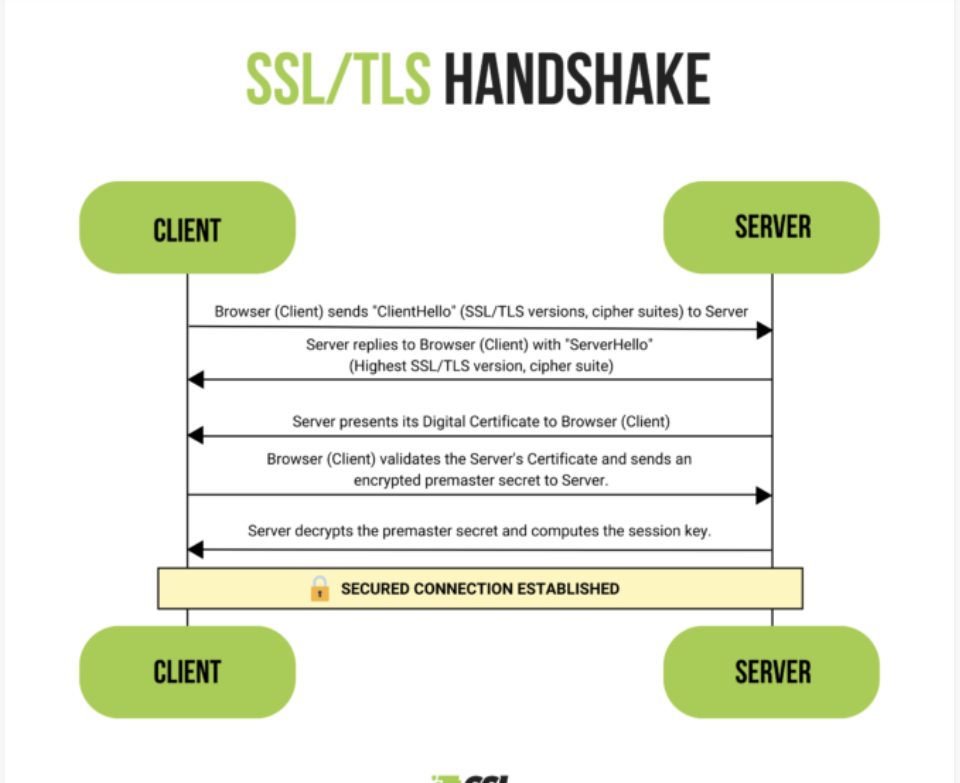 SSL/TLS HANDSHAKE
CLIENT
SERVER
Browser (Client) sends "ClientHello" (SSL/TLS versions, cipher suites) to Server
Server replies to Browser (Client) with "ServerHello"
(Highest SSL/TLS version, cipher suite)
Server presents its Digital Certificate to Browser (Client)
Browser (Client) validates the Server's Certificate and sends an
encrypted premaster secret to Server.
Server decrypts the premaster secret and computes the session key.
SECURED CONNECTION ESTABLISHED
CLIENT
SERVER